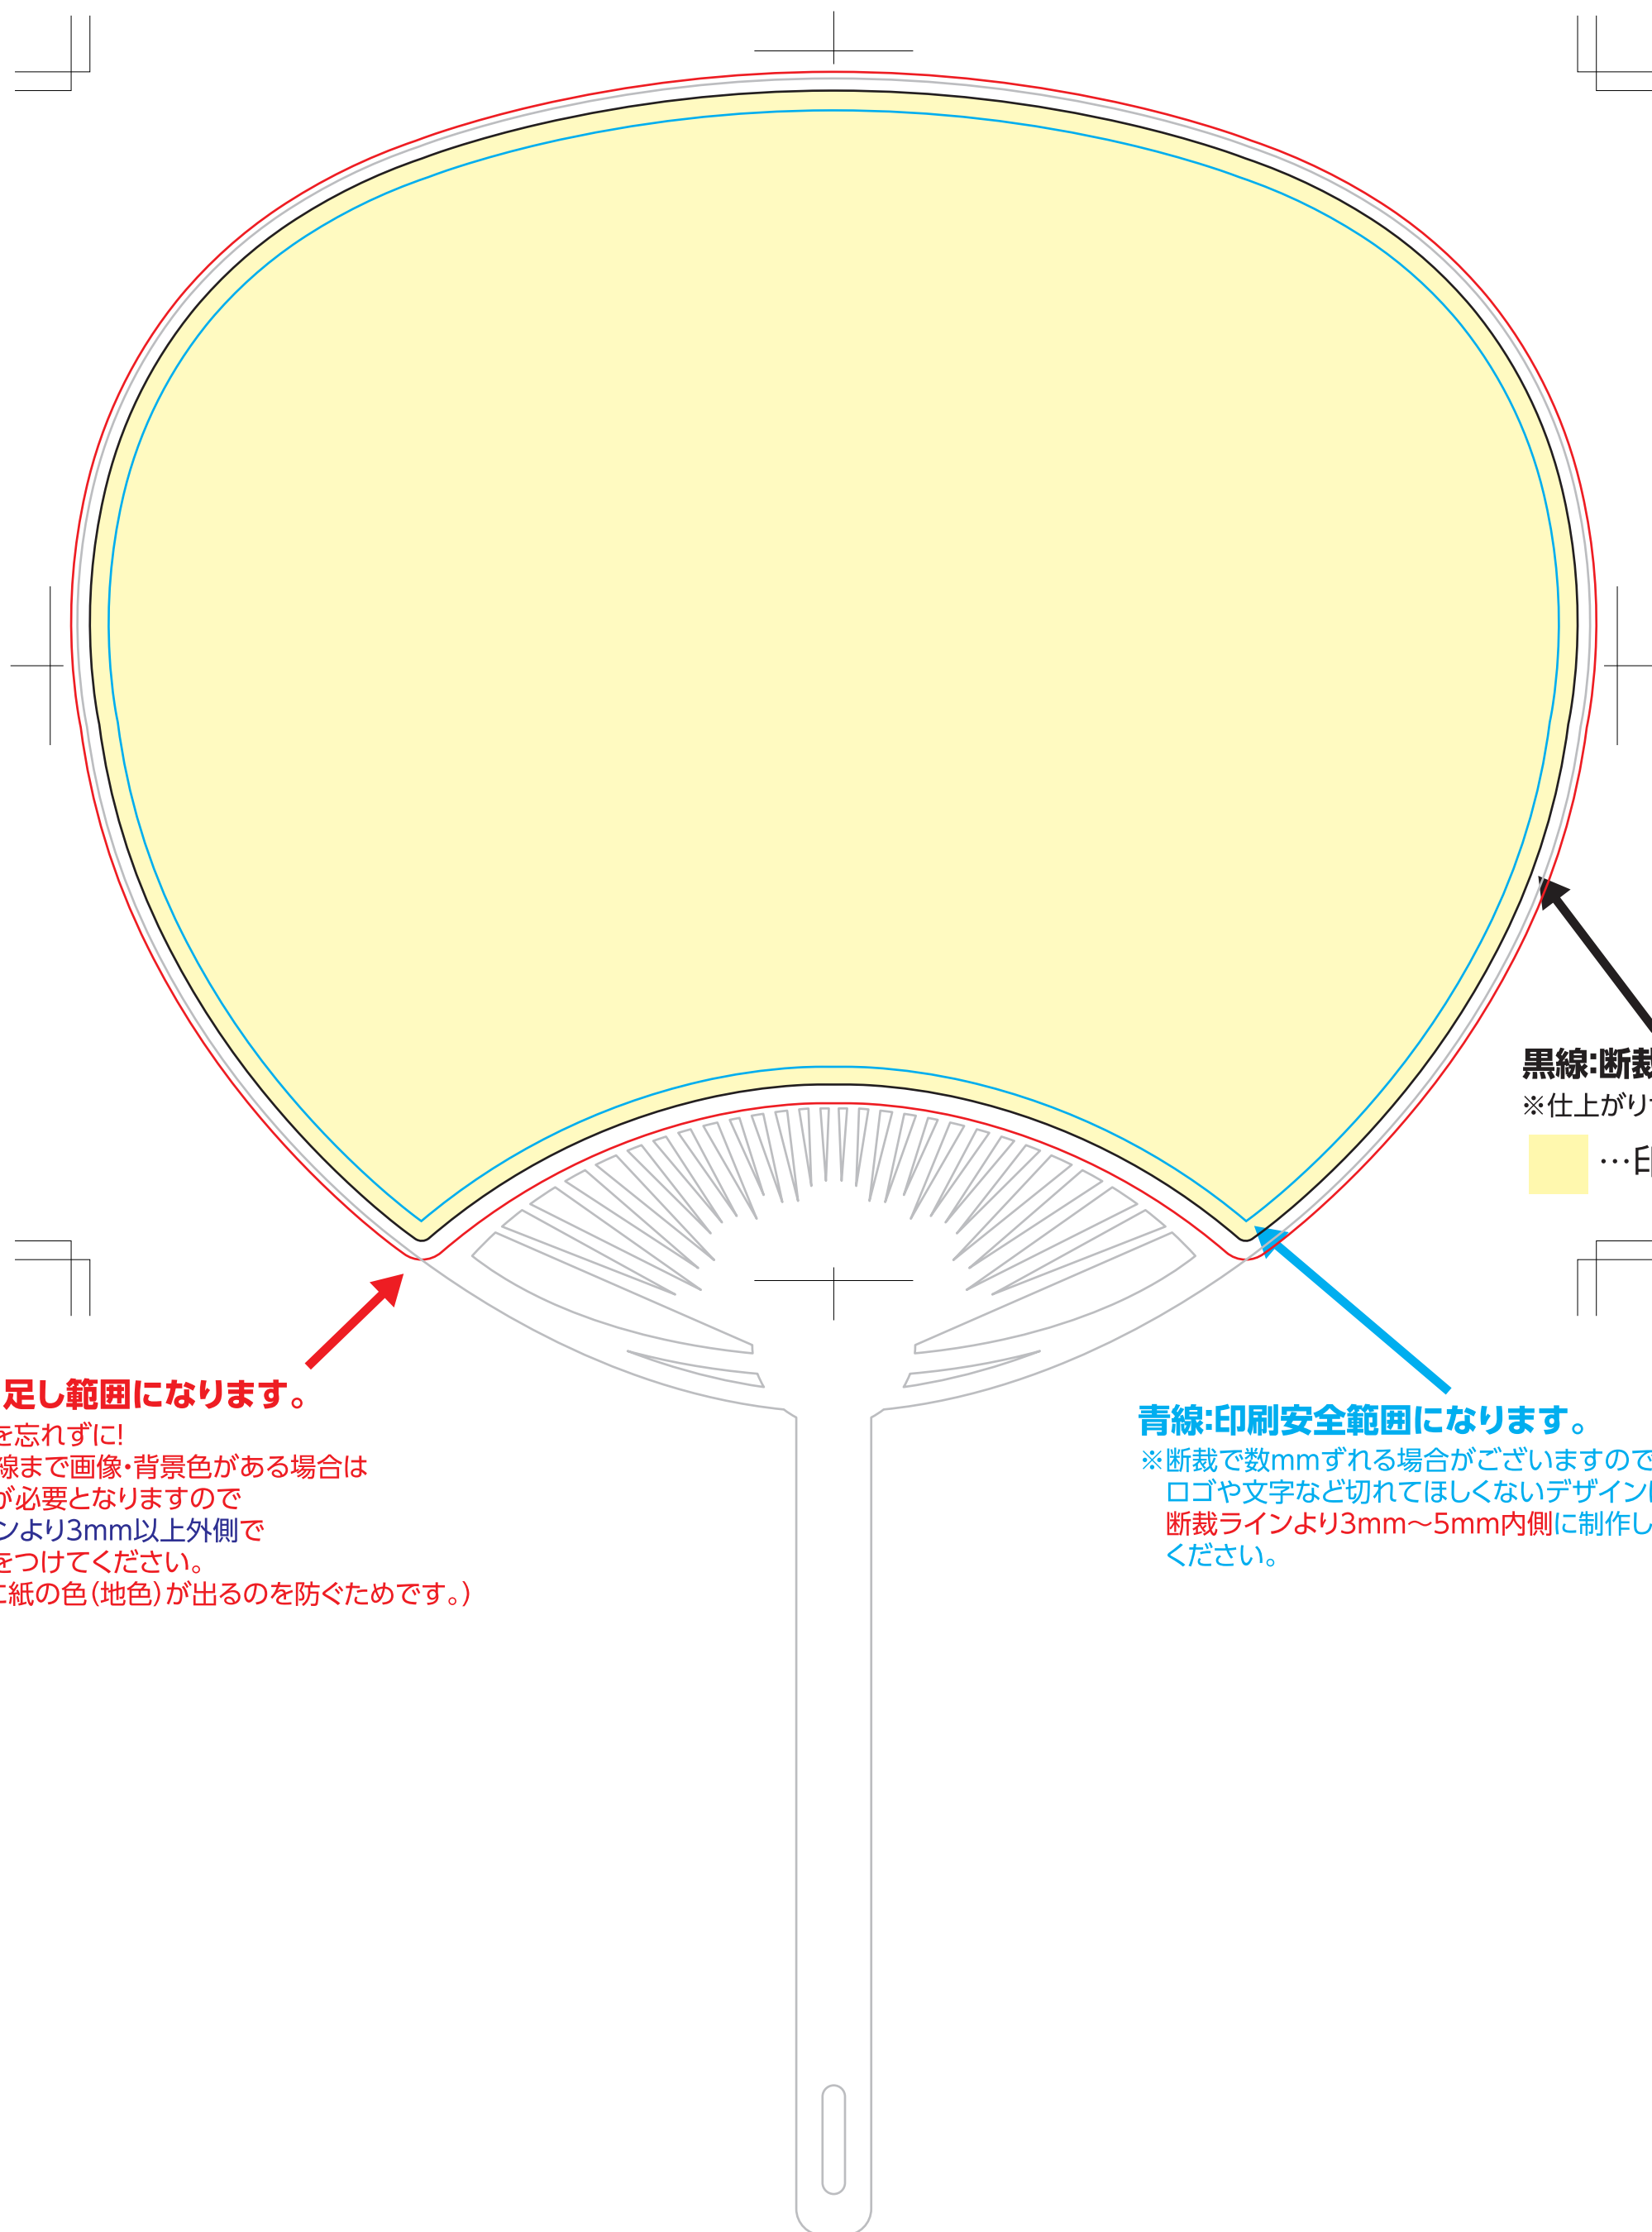 黒線:断裁
※仕上がり
…印
足し範囲になります。
を忘れずに!
線まで画像・背景色がある場合は
が必要となりますので
ンより3mm以上外側で
をつけてください。
に紙の色(地色)が出るのを防ぐためです。)
青線:印刷安全範囲になります。
※断裁で数mmずれる場合がございますので
ロゴや文字など切れてほしくないデザインは
断裁ラインより3mm～5mm内側に制作し
ください。